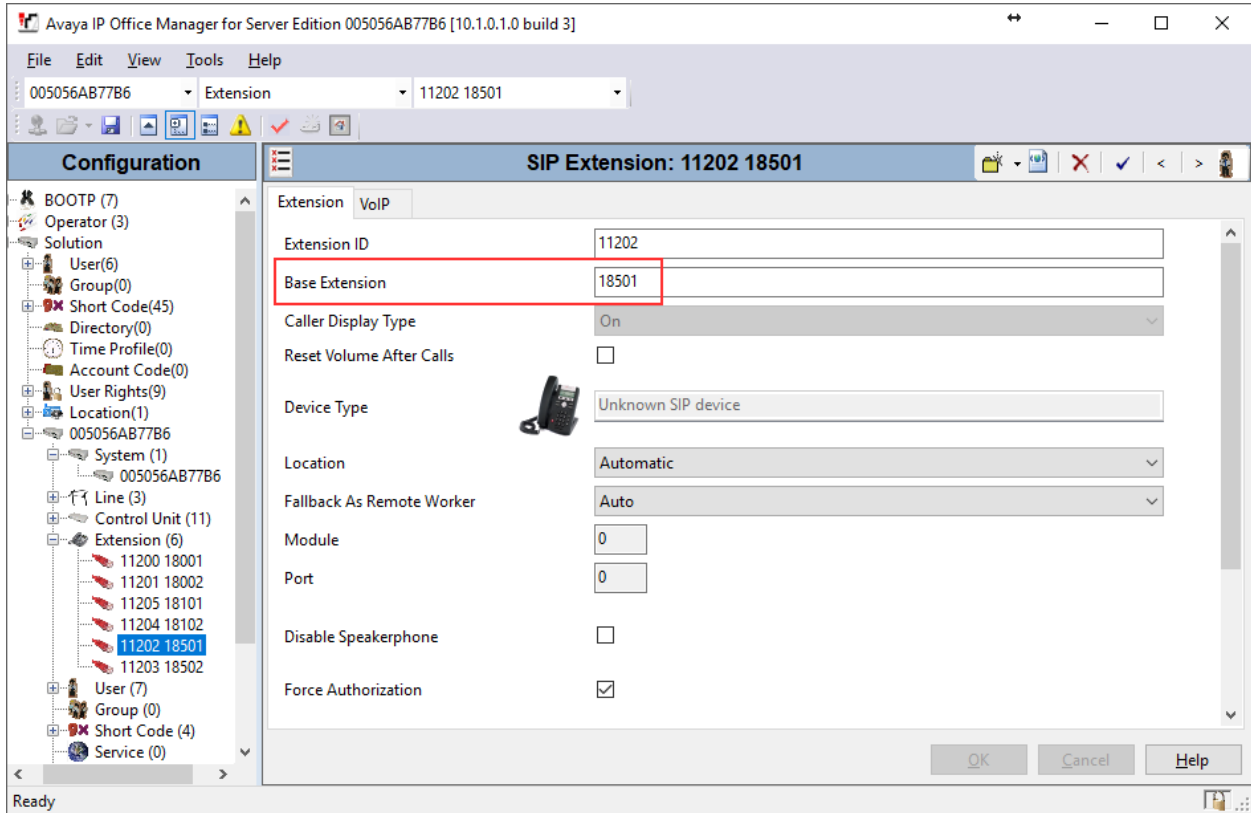 Avaya IP Office Manager for Server Edition 005056AB77B6 [10.1.0.1.0 build 3]
File Edit View Tools Help
005056AB77B6 Extension 11202 18501
Configuration
BOOTP (7)
Operator (3)
Solution
User(6)
Group(0)
Short Code(45)
Directory(0)
Time Profile(0)
Account Code(0)
User Rights(9)
Location(1)
005056AB77B6
System (1)
005056AB77B6
Line (3)
Control Unit (11)
Extension (6)
11200 18001
11201 18002
11205 18101
11204 18102
11202 18501
11203 18502
User (7)
Group (0)
Short Code (4)
Service (0)
SIP Extension: 11202 18501
Extension VoIP
Extension ID 11202
Base Extension 18501
Caller Display Type On
Reset Volume After Calls
Device Type Unknown SIP device
Location Automatic
Fallback As Remote Worker Auto
Module 0
Port 0
Disable Speakerphone
Force Authorization
OK Cancel Help
Ready